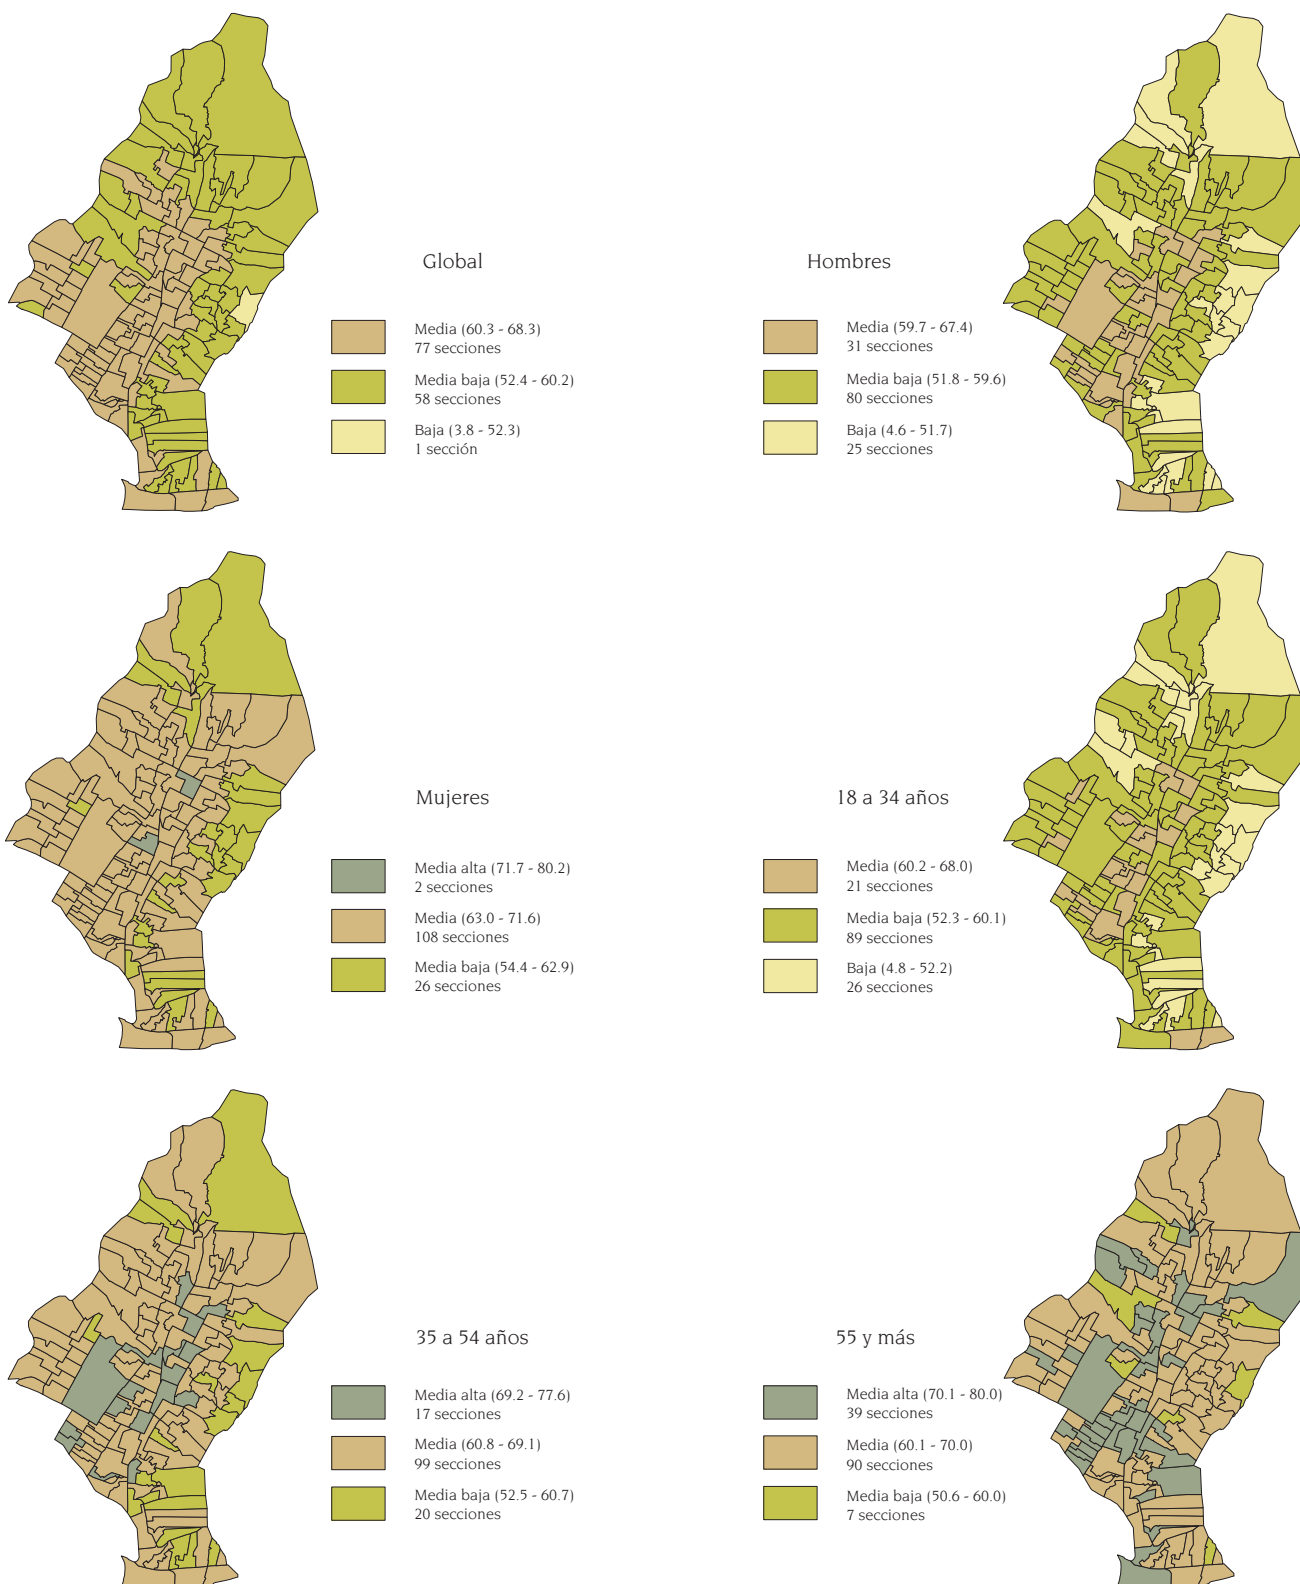 Global
Media (60.3 - 68.3)
77 secciones
Media baja (52.4 - 60.2)
58 secciones
Baja (3.8 - 52.3)
1 sección
Hombres
Media (59.7 - 67.4)
31 secciones
Media baja (51.8 - 59.6)
80 secciones
Baja (4.6 - 51.7)
25 secciones
Mujeres
Media alta (71.7 - 80.2)
2 secciones
Media (63.0 - 71.6)
108 secciones
Media baja (54.4 - 62.9)
26 secciones
18 a 34 años
Media (60.2 - 68.0)
21 secciones
Media baja (52.3 - 60.1)
89 secciones
Baja (4.8 - 52.2)
26 secciones
35 a 54 años
Media alta (69.2 - 77.6)
17 secciones
Media (60.8 - 69.1)
99 secciones
Media baja (52.5 - 60.7)
20 secciones
55 y más
Media alta (70.1 - 80.0)
39 secciones
Media (60.1 - 70.0)
90 secciones
Media baja (50.6 - 60.0)
7 secciones